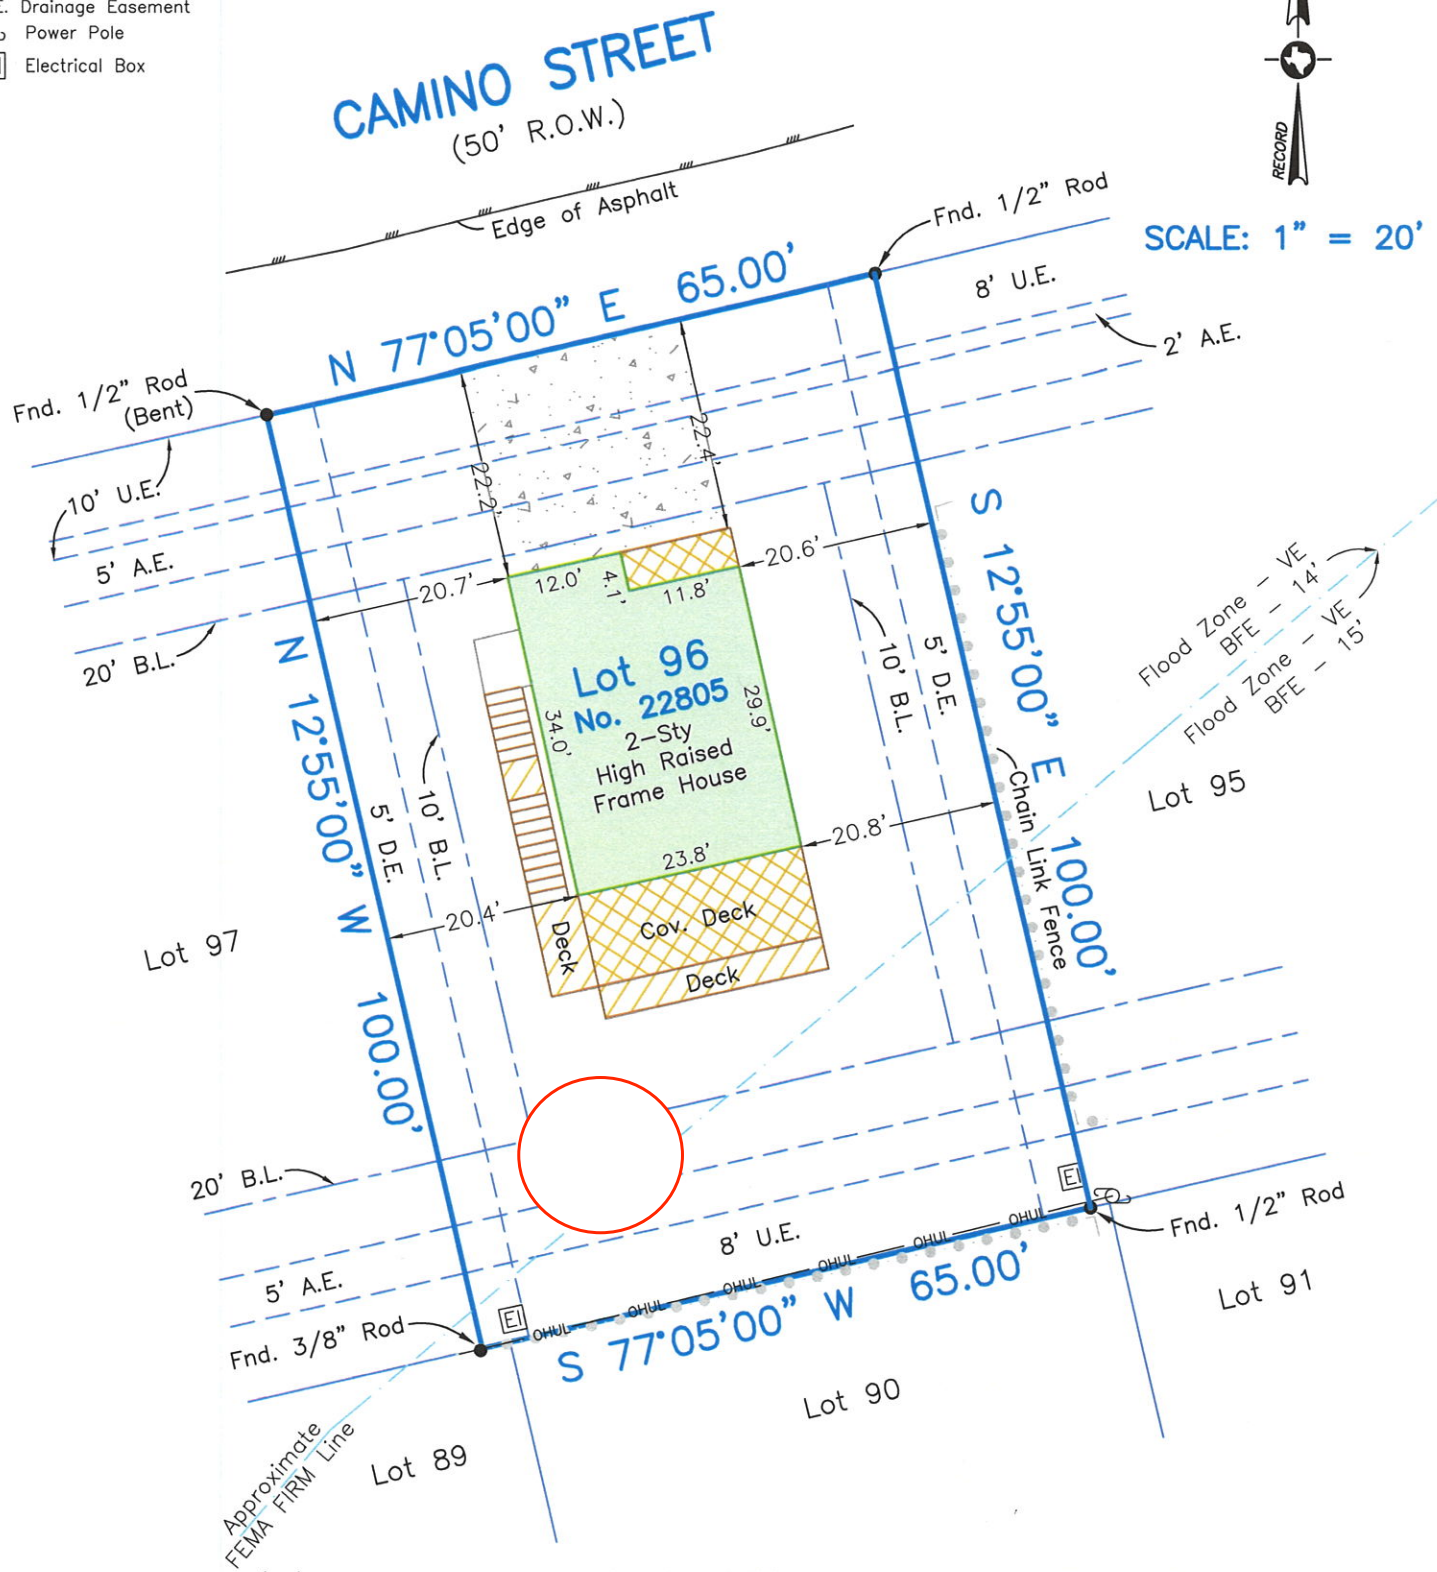 Drainage Easement
Power Pole
Electrical Box
CAMINO STREET
(50' R.O.W.)
Edge of Asphalt
RECORD
SCALE: 1" = 20'
Fnd. 1/2" Rod
8' U.E.
2' A.E.
N 77°05'00" E 65.00'
Fnd. 1/2" Rod
(Bent)
10' U.E.
5' A.E.
20' B.L.
22.2'
22.4'
20.7'
12.0'
4.1'
11.8'
20.6'
S 12°55'00" E 100.00'
N 12°55'00" W 100.00'
Flood Zone - VE
BFE - 14'
Flood Zone - VE
BFE - 15'
Lot 96
No. 22805
2-Sty
High Raised
Frame House
34.0'
29.9'
23.8'
10' B.L.
5' D.E.
5' D.E.
10' B.L.
Chain Link Fence
Lot 95
20.8'
20.4'
Cov. Deck
Deck
Deck
Lot 97
20' B.L.
5' A.E.
8' U.E.
EI
EI
OHUL
OHUL
OHUL
OHUL
OHUL
OHUL
Fnd. 1/2" Rod
Fnd. 3/8" Rod
S 77°05'00" W 65.00'
Lot 91
Lot 90
Lot 89
Approximate
FEMA FIRM Line